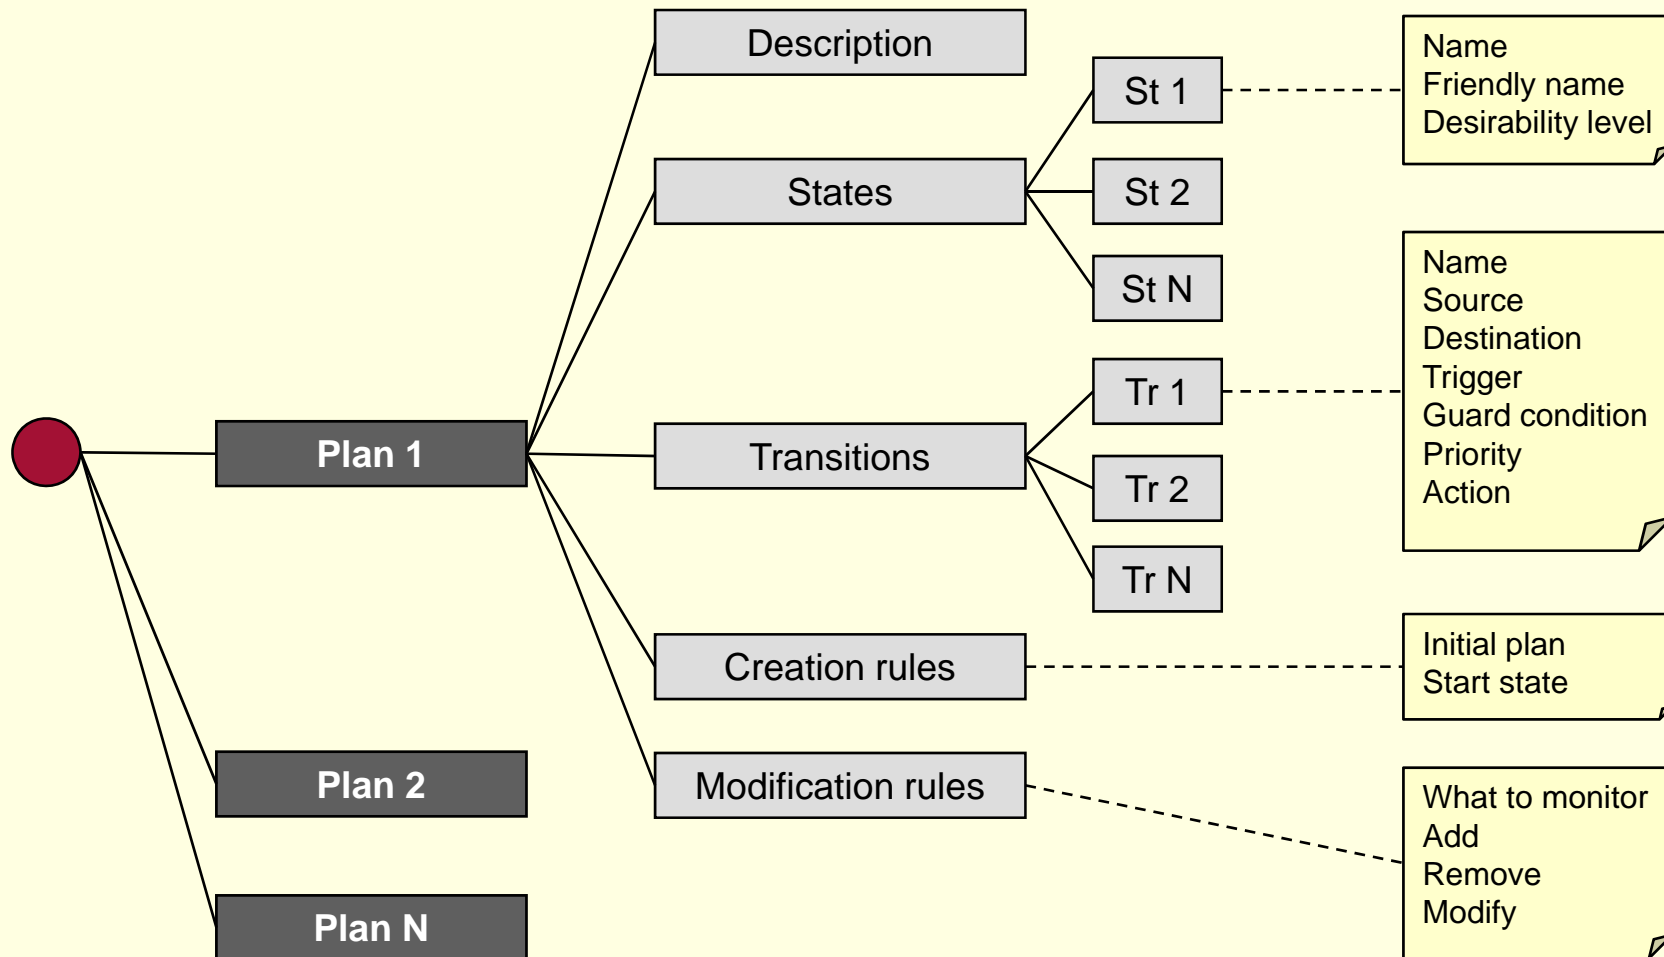 Description
States
St 1
St 2
St N
Name
Friendly name
Desirability level
Plan 1
Transitions
Tr 1
Tr 2
Tr N
Name
Source
Destination
Trigger
Guard condition
Priority
Action
Creation rules
Initial plan
Start state
Plan 2
Modification rules
What to monitor
Add
Remove
Modify
Plan N